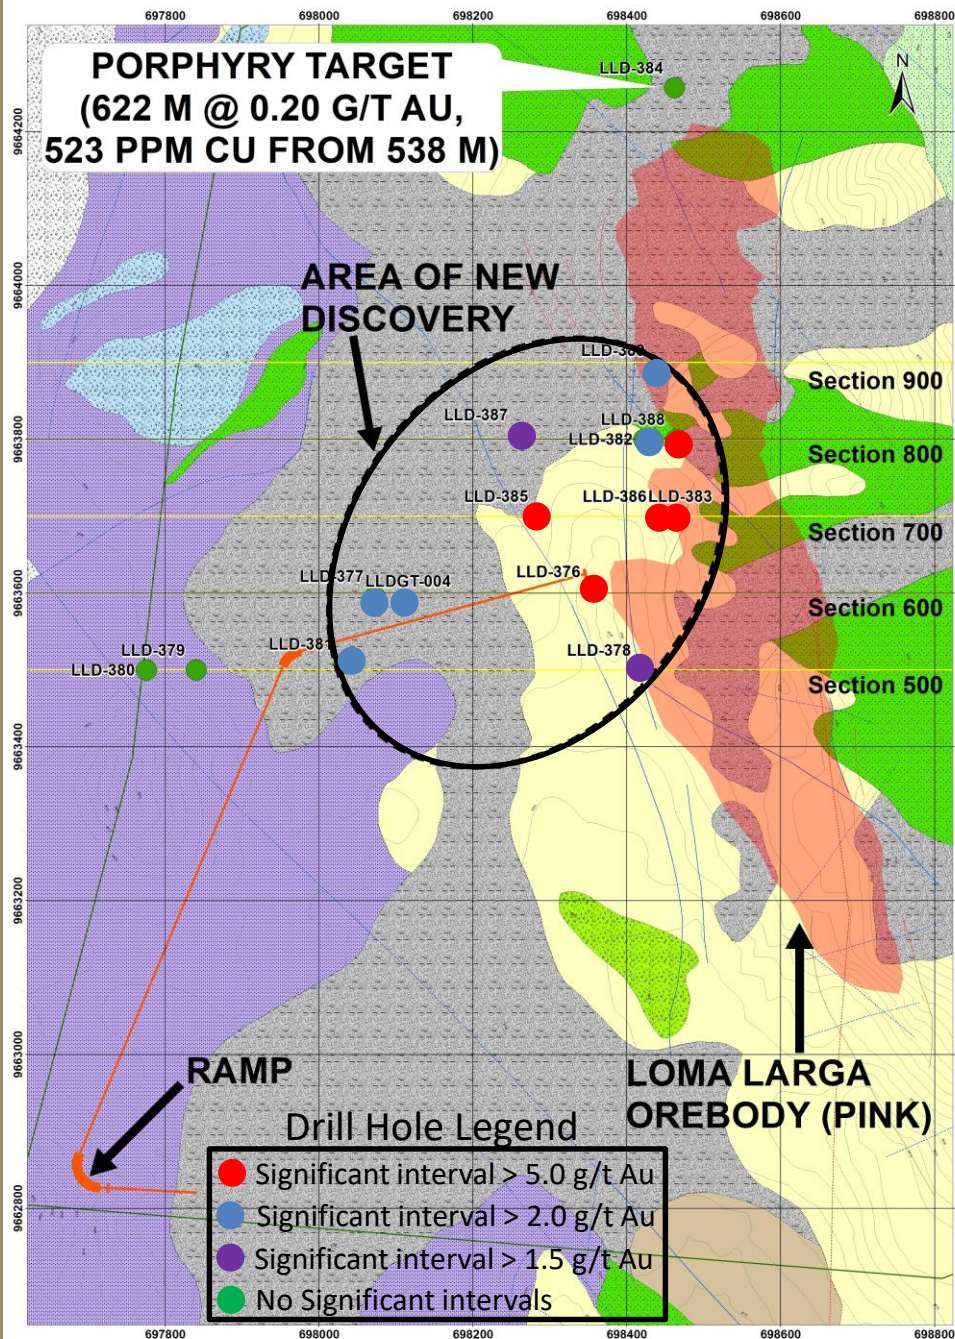 697800 698000 698200 698400 698600 698800
PORPHYRY TARGET
(622 M @ 0.20 G/T AU,
523 PPM CU FROM 538 M)
LLD-384
N
9664200
AREA OF NEW
DISCOVERY
9664000
Section 900
LLD-387
LLD-388
9663800
LLD-382
Section 800
LLD-385
LLD-386
LLD-383
Section 700
LLD-376
LLD-377
LLDGT-004
9663600
Section 600
LLD-381
LLD-378
LLD-379
LLD-380
Section 500
9663400
9663200
9663000
RAMP
LOMA LARGA
OREBODY (PINK)
Drill Hole Legend
Significant interval > 5.0 g/t Au
Significant interval > 2.0 g/t Au
9662800
Significant interval > 1.5 g/t Au
No Significant intervals
697800 698000 698200 698400 698600 698800